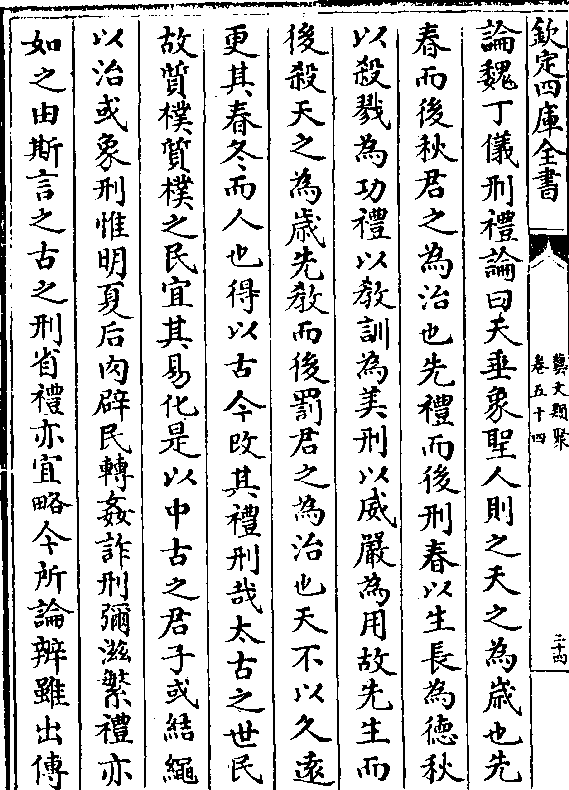 欽定四庫全書
藝文類聚
卷五十四
三十四
論魏丁儀刑禮論曰夫垂象聖人則之天之為歳也先
春而後秋君之為治也先禮而後刑春以生長為德秋
以殺戮為功禮以教訓為美刑以威嚴為用故先生而
後殺天之為歳先教而後罰君之為治也天不以久遠
更其春冬而人也得以古今改其禮刑哉太古之世民
故質樸質樸之民宜其易化是以中古之君子或結繩
以治或象刑惟明夏后肉辟民轉姦詐刑彌滋繁禮亦
如之由斯言之古之刑省禮亦宜略今所論辨雖出傳